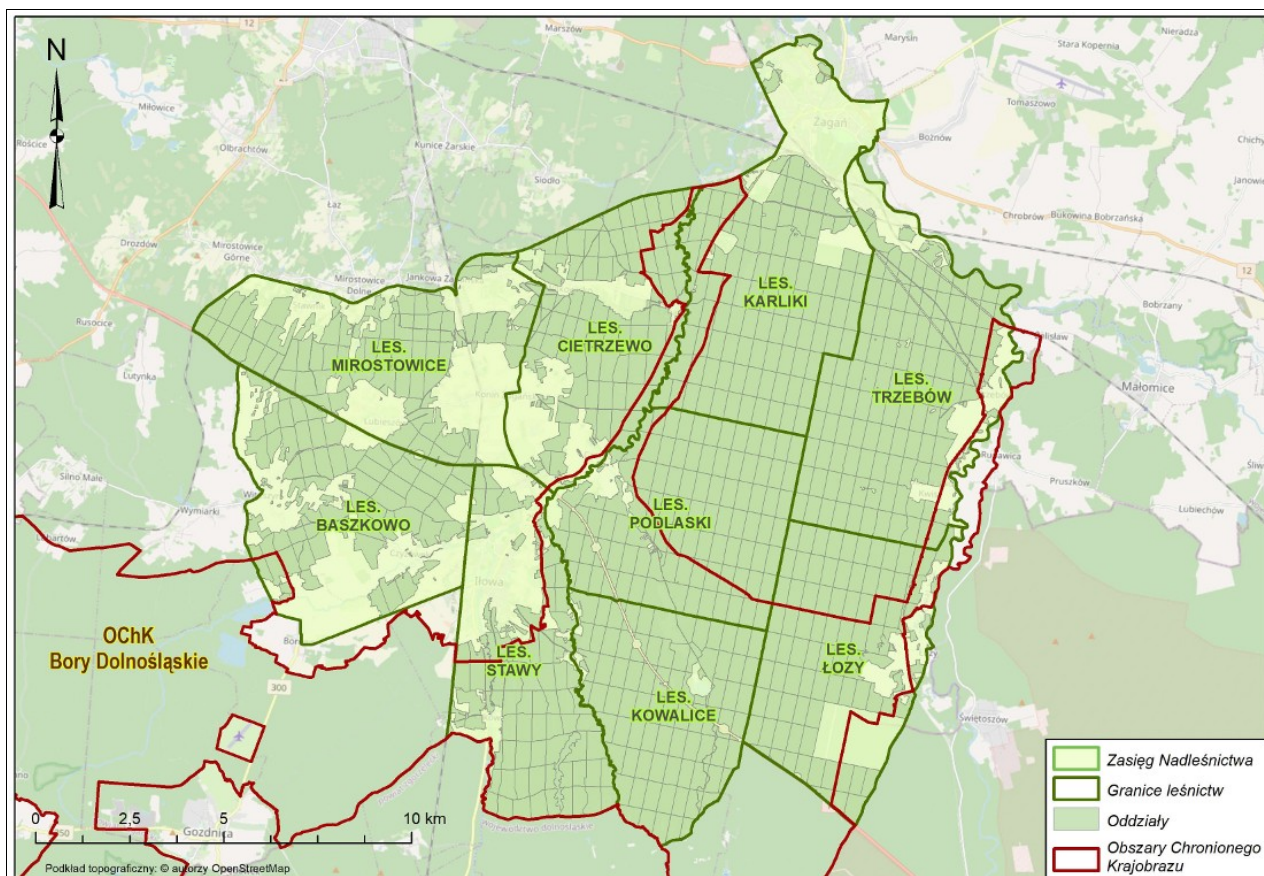 N
12
Marszów
Marysin
Nieradza
Stara Kopernia
Miłowice
Tomaszowo
Żagań
Rościce
Olbrachtów
Kunice Żarskie
Bożnów
Siodło
Łaz
Chrobrów
Bukowina Bobrzańska
Drozdów
Mirostowice
Górne
Mirostowice
Dolne
12
LES.
KARLIKI
Bobrzany
Rusocice
LES.
CIETRZEWO
LES.
MIROSTOWICE
LES.
TRZEBÓW
Małomice
Lutynka
Silno Małe
Wymiarki
Pruszków
Lubiechów
LES.
BASZKOWO
LES.
PODLASKI
Iłowa
OChK
Bory Dolnośląskie
LES.
STAWY
LES.
ŁOZY
LES.
KOWALICE
300
Świętoszów
Gozdnica
0 2,5 5 10 km
Podkład topograficzny: © autorzy OpenStreetMap
Zasięg Nadleśnictwa
Granice leśnictw
Oddziały
Obszary Chronionego
Krajobrazu